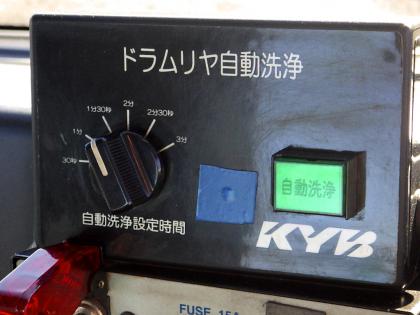 ドラムリヤ自動洗浄
30秒
1分
1分30秒
2分
2分30秒
3分
自動洗浄設定時間
自動洗浄
KYB
FUSE 15A